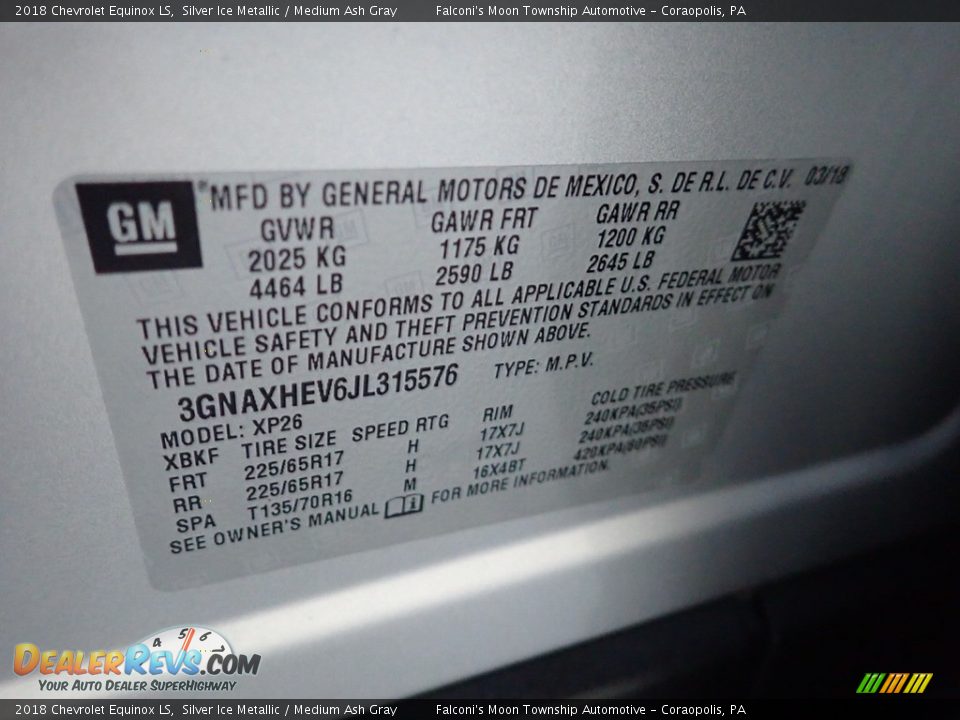 2018 Chevrolet Equinox LS, Silver Ice Metallic / Medium Ash Gray Falconi's Moon Township Automotive - Coraopolis, PA
GM
MFD BY GENERAL MOTORS DE MEXICO, S. DE R.L. DE C.V. 03/18
GVWR GAWR FRT GAWR RR
2025 KG 1175 KG 1200 KG
4464 LB 2590 LB 2645 LB
THIS VEHICLE CONFORMS TO ALL APPLICABLE U.S. FEDERAL MOTOR
VEHICLE SAFETY AND THEFT PREVENTION STANDARDS IN EFFECT ON
THE DATE OF MANUFACTURE SHOWN ABOVE.
3GNAXHEV6JL315576 TYPE: M.P.V.
MODEL: XP26
XBKF TIRE SIZE SPEED RTG RIM COLD TIRE PRESSURE
FRT 225/65R17 H 17X7J 240KPA(35PSI)
RR 225/65R17 H 17X7J 240KPA(35PSI)
SPA T135/70R16 M 16X4BT 420KPA(60PSI)
SEE OWNER'S MANUAL FOR MORE INFORMATION.
4 5 6
DealerRevs.com
Your Auto Dealer SuperHighway
2018 Chevrolet Equinox LS, Silver Ice Metallic / Medium Ash Gray Falconi's Moon Township Automotive - Coraopolis, PA